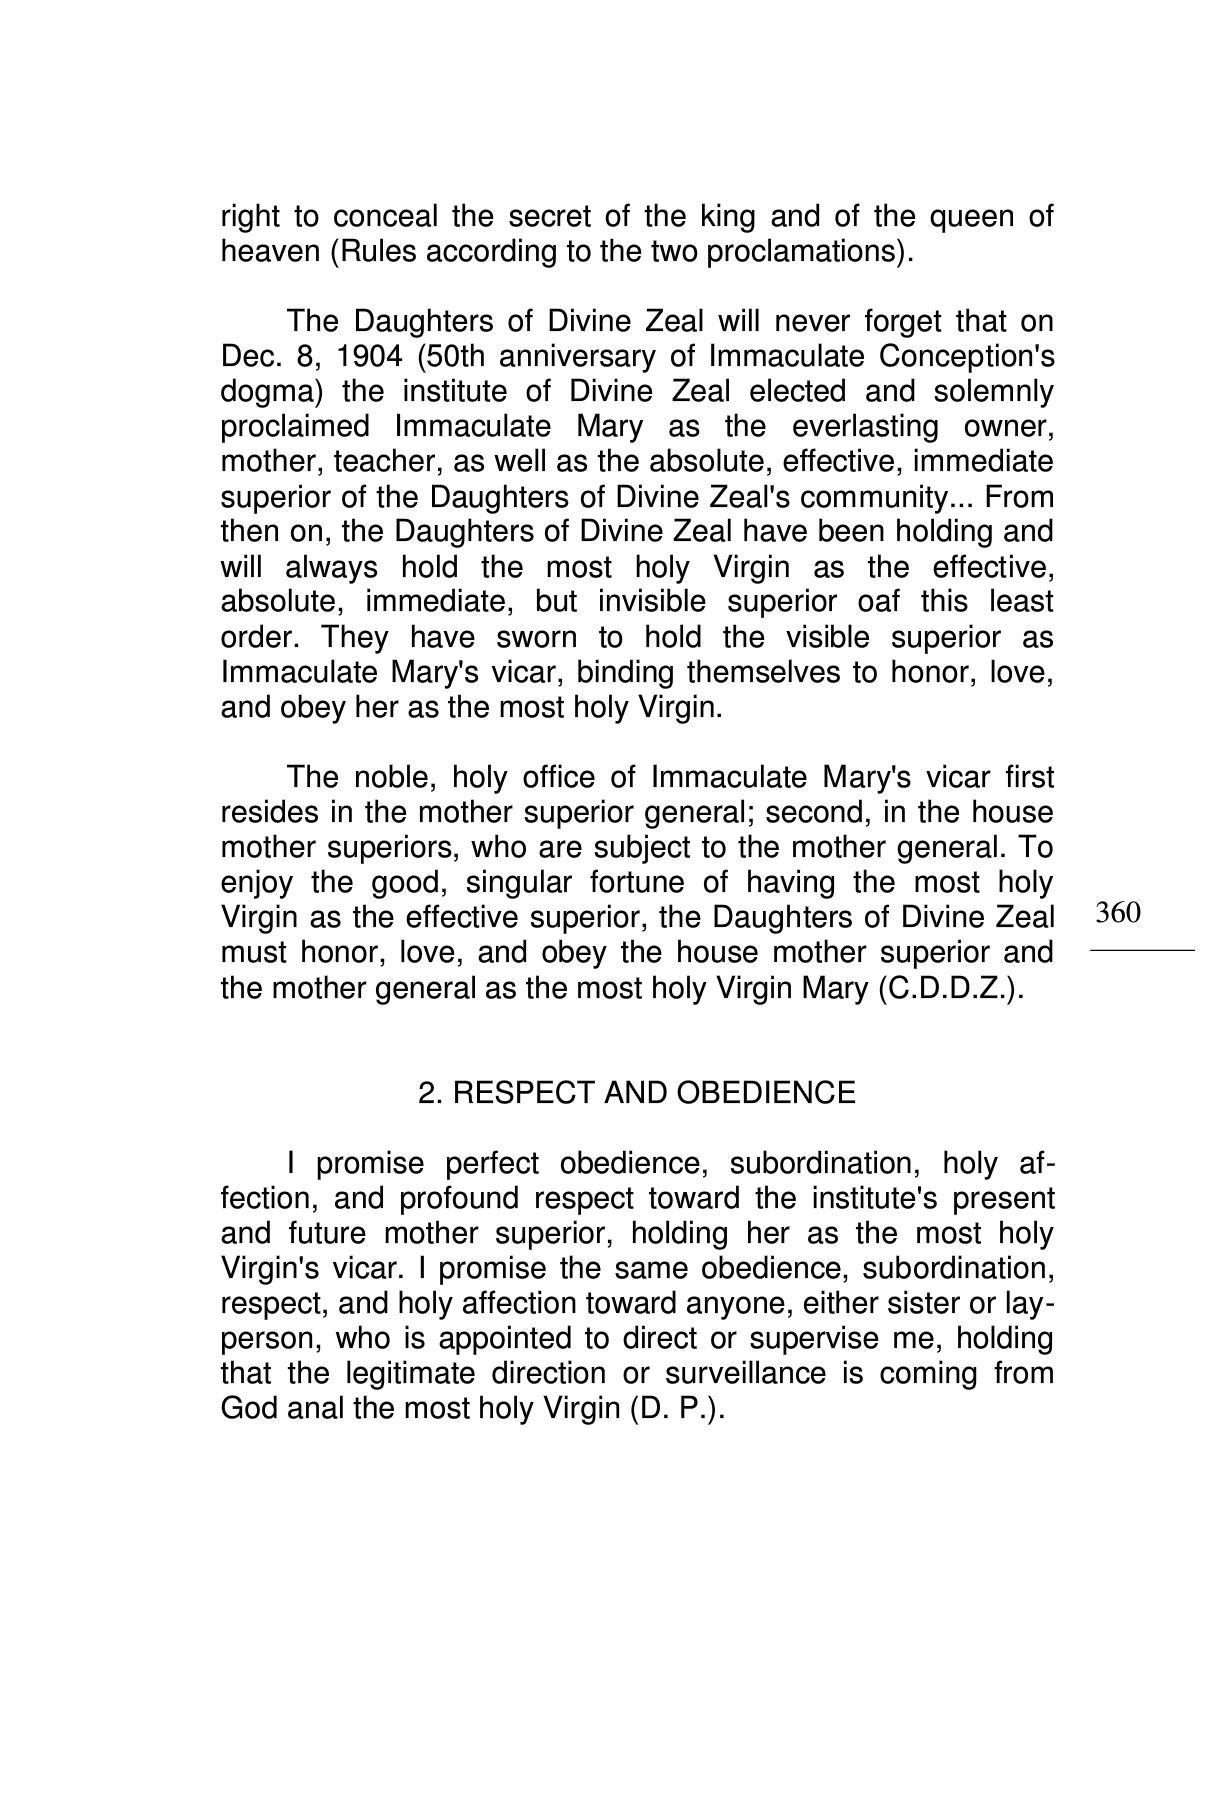 right to conceal the secret of the king and of the queen of
heaven (Rules according to the two proclamations).
The Daughters of Divine Zeal will never forget that on
Dec. 8, 1904 (50th anniversary of Immaculate Conception's
dogma) the institute of Divine Zeal elected and solemnly
proclaimed Immaculate Mary as the everlasting owner,
mother, teacher, as well as the absolute, effective, immediate
superior of the Daughters of Divine Zeal's community... From
then on, the Daughters of Divine Zeal have been holding and
will always hold the most holy Virgin as the effective,
absolute, immediate, but invisible superior oaf this least
order. They have sworn to hold the visible superior as
Immaculate Mary's vicar, binding themselves to honor, love,
and obey her as the most holy Virgin.
The noble, holy office of Immaculate Mary's vicar first
resides in the mother superior general; second, in the house
mother superiors, who are subject to the mother general. To
enjoy the good, singular fortune of having the most holy
Virgin as the effective superior, the Daughters of Divine Zeal
must honor, love, and obey the house mother superior and
the mother general as the most holy Virgin Mary (C.D.D.Z.).
360
2. RESPECT AND OBEDIENCE
I promise perfect obedience, subordination, holy af-
fection, and profound respect toward the institute's present
and future mother superior, holding her as the most holy
Virgin's vicar. I promise the same obedience, subordination,
respect, and holy affection toward anyone, either sister or lay-
person, who is appointed to direct or supervise me, holding
that the legitimate direction or surveillance is coming from
God anal the most holy Virgin (D. P.).